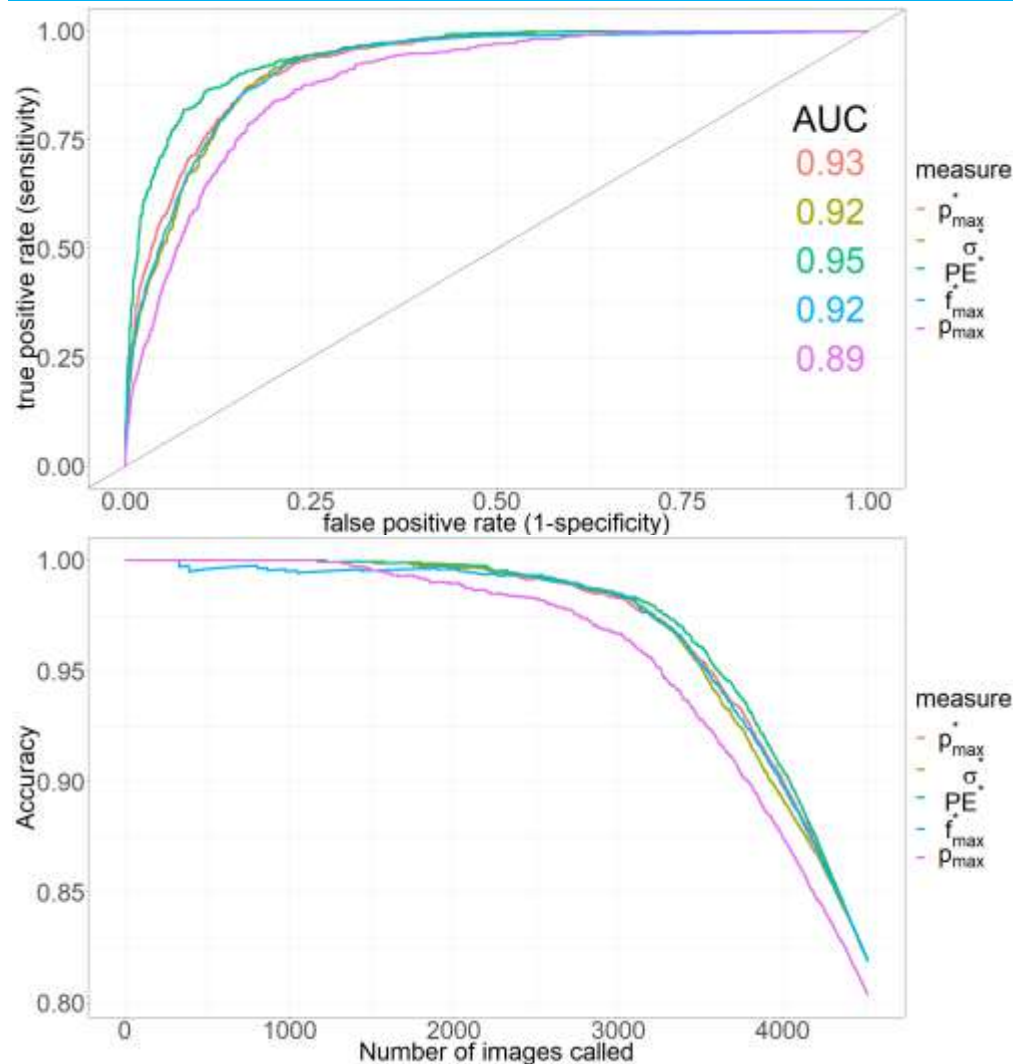 1.00
0.75
0.50
0.25
0.00
true positive rate (sensitivity)
AUC
0.93
0.92
0.95
0.92
0.89
measure
p*max
σ*
PE*
f*max
pmax
0.00 0.25 0.50 0.75 1.00
false positive rate (1-specificity)
1.00
0.95
0.90
0.85
0.80
Accuracy
measure
p*max
σ*
PE*
f*max
pmax
0 1000 2000 3000 4000
Number of images called